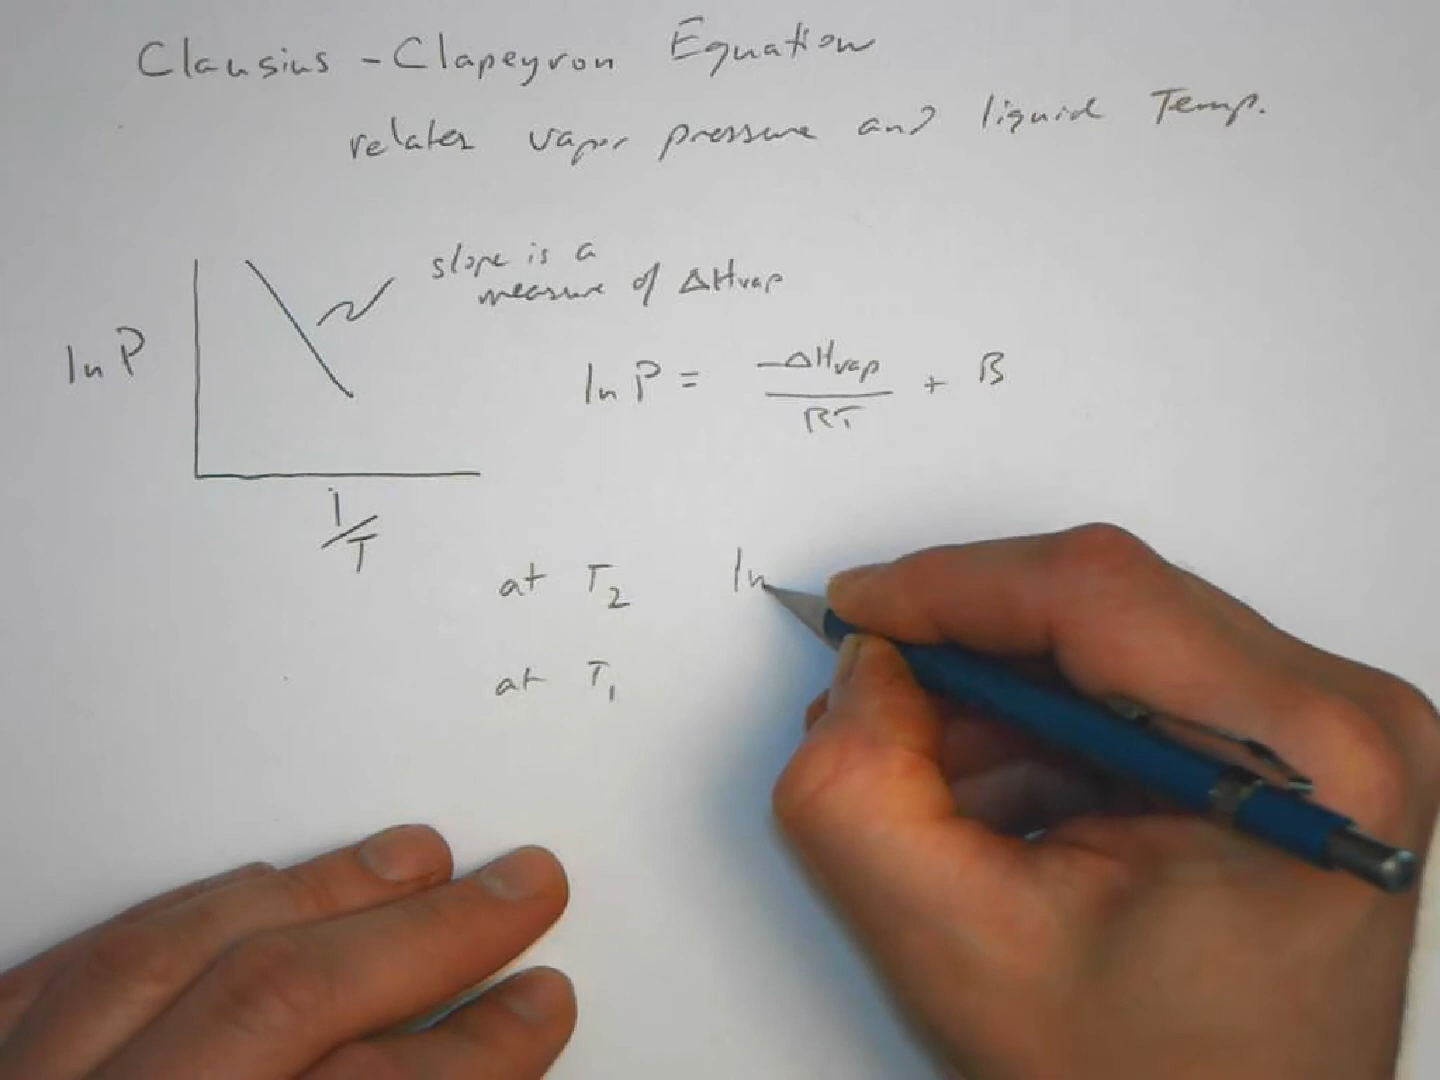 Clausius - Clapeyron Equation
relates vapor pressure and liquid Temp.
slope is a
measure of ΔHvap
ln P
ln P = -ΔHvap / RT + B
1/T
at T2 ln
at T1